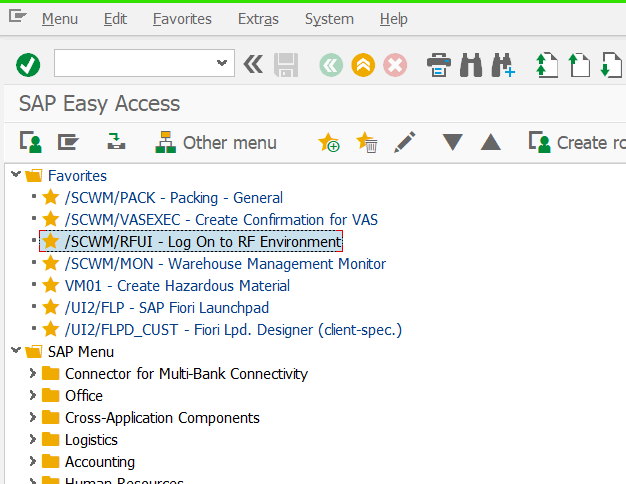 Menu Edit Favorites Extras System Help
SAP Easy Access
Other menu Create ro
Favorites
/SCWM/PACK - Packing - General
/SCWM/VASEXEC - Create Confirmation for VAS
/SCWM/RFUI - Log On to RF Environment
/SCWM/MON - Warehouse Management Monitor
VM01 - Create Hazardous Material
/UI2/FLP - SAP Fiori Launchpad
/UI2/FLPD_CUST - Fiori Lpd. Designer (client-spec.)
SAP Menu
Connector for Multi-Bank Connectivity
Office
Cross-Application Components
Logistics
Accounting
Human Resources